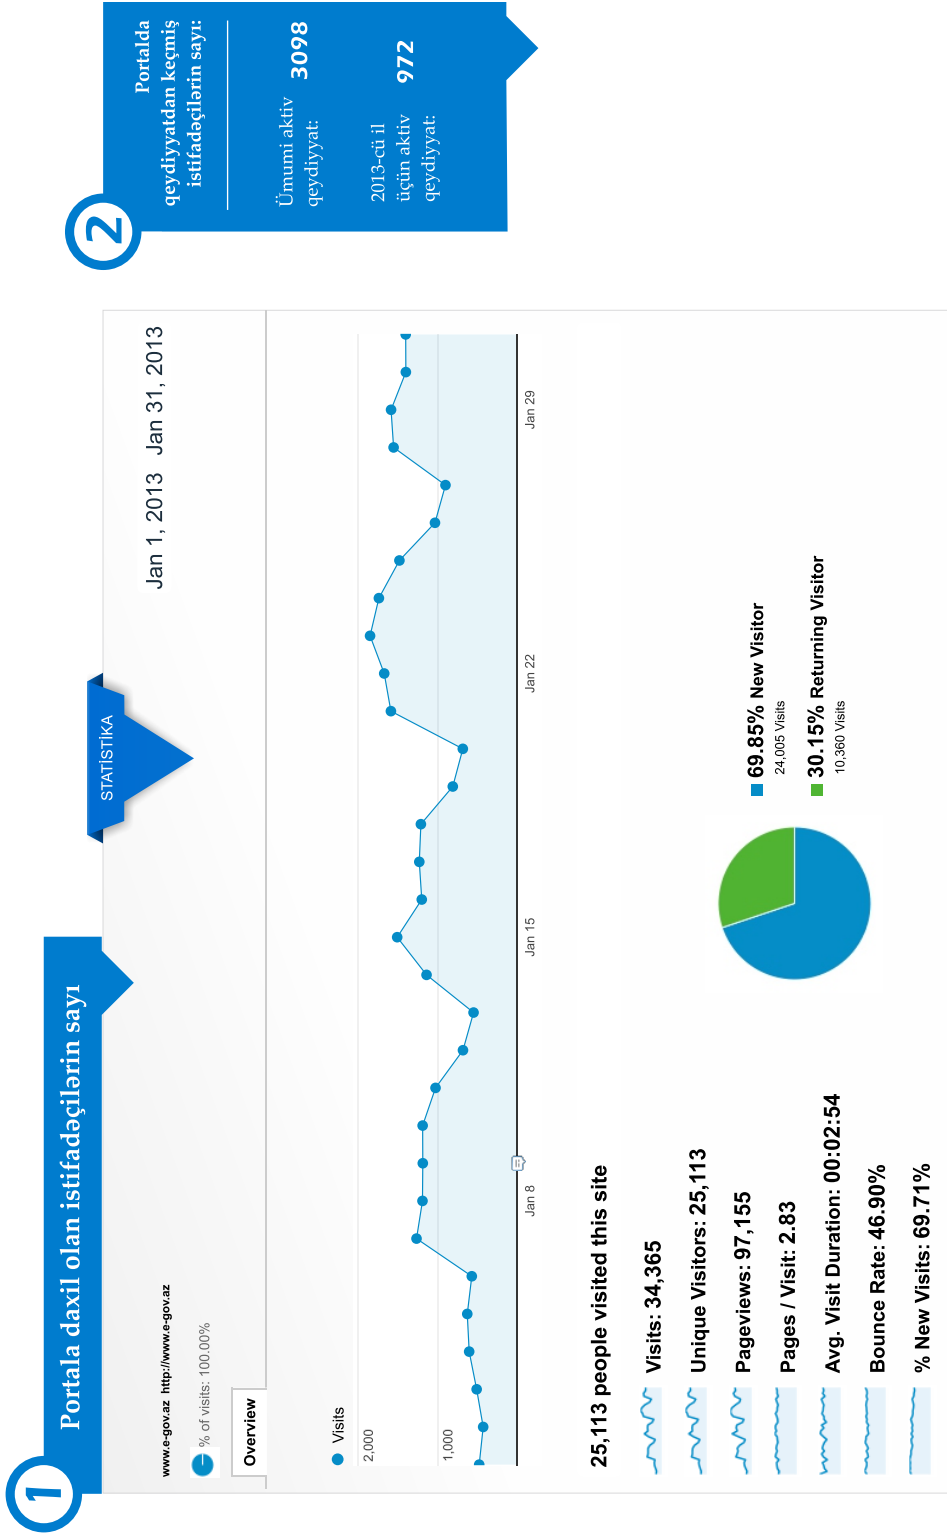 1
Portala daxil olan istifadəçilərin sayı
STATİSTİKA
www.e-gov.az http://www.e-gov.az
Jan 1, 2013 Jan 31, 2013
% of visits: 100.00%
Overview
Visits
2,000
1,000
Jan 8
Jan 15
Jan 22
Jan 29
25,113 people visited this site
Visits: 34,365
Unique Visitors: 25,113
Pageviews: 97,155
Pages / Visit: 2.83
Avg. Visit Duration: 00:02:54
Bounce Rate: 46.90%
% New Visits: 69.71%
69.85% New Visitor
24,005 Visits
30.15% Returning Visitor
10,360 Visits
2
Portalda
qeydiyyatdan keçmiş
istifadəçilərin sayı:
Ümumi aktiv
qeydiyyat:
3098
2013-cü il
üçün aktiv
qeydiyyat:
972